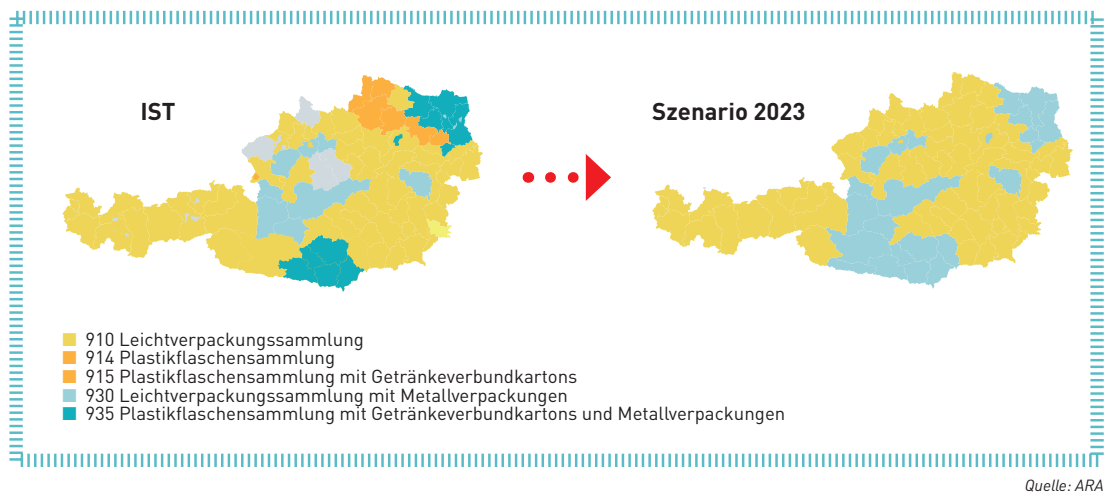 IST
Szenario 2023
910 Leichtverpackungssammlung
914 Plastikflaschensammlung
915 Plastikflaschensammlung mit Getränkeverbundkartons
930 Leichtverpackungssammlung mit Metallverpackungen
935 Plastikflaschensammlung mit Getränkeverbundkartons und Metallverpackungen
Quelle: ARA